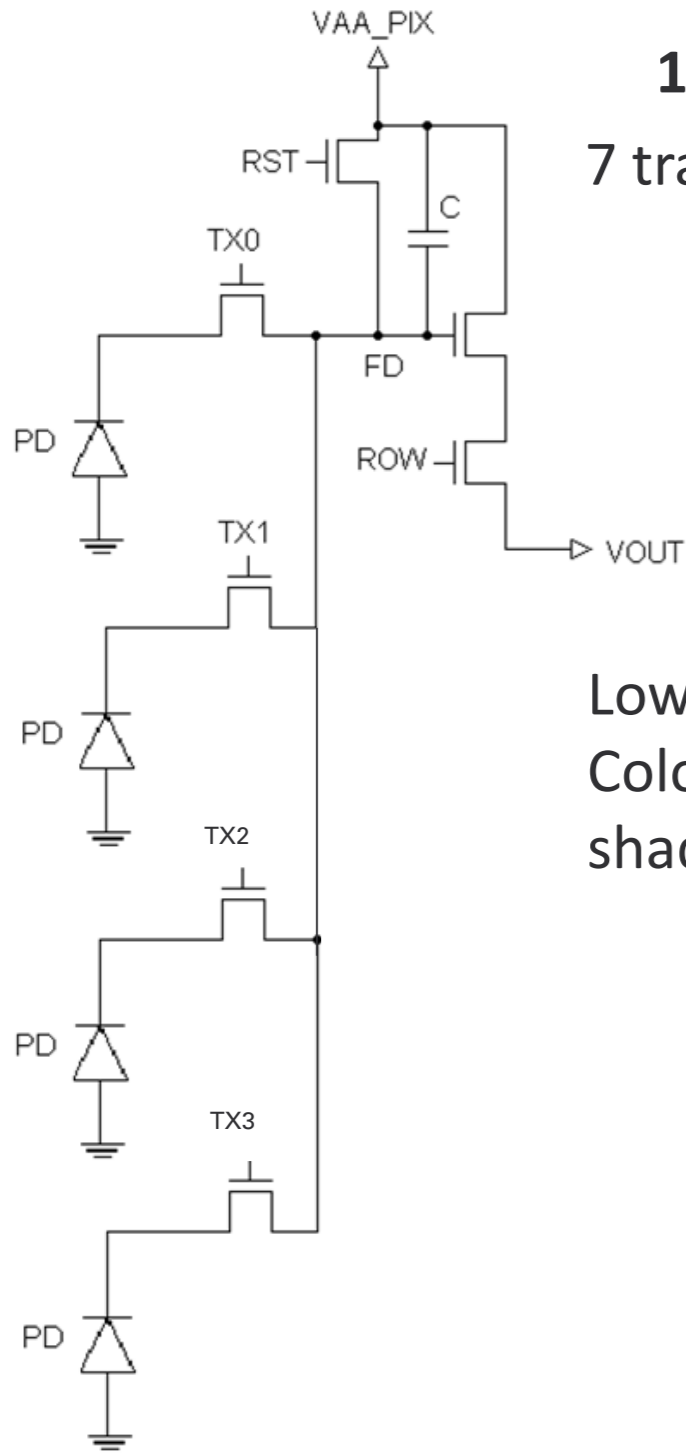 VAA_PIX
1
7 tra
RST
C
TX0
FD
PD
ROW
TX1
VOUT
PD
Low
Colo
shad
TX2
PD
TX3
PD